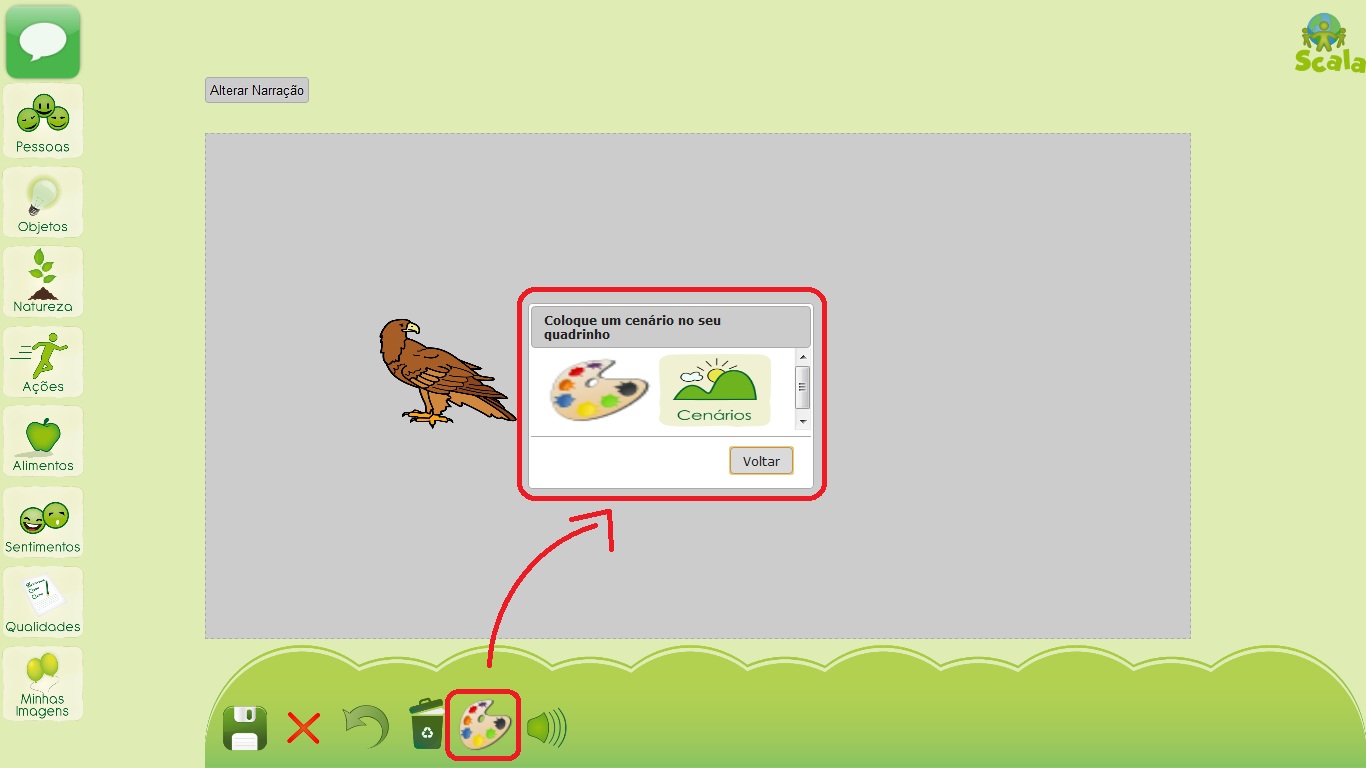 Scala
Alterar Narração
Pessoas
Objetos
Natureza
Ações
Alimentos
Sentimentos
Qualidades
Minhas
Imagens
Coloque um cenário no seu
quadrinho
Cenários
Voltar